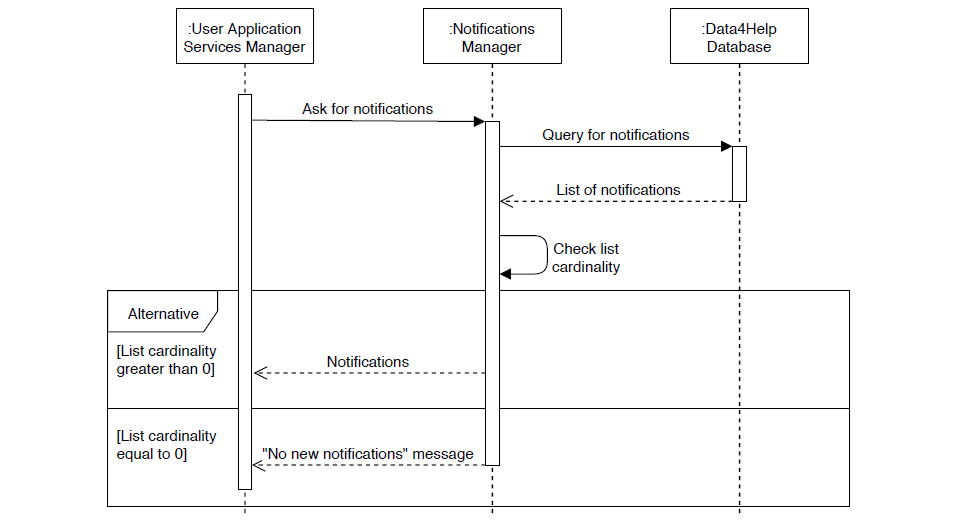 :User Application
Services Manager
:Notifications
Manager
:Data4Help
Database
Ask for notifications
Query for notifications
List of notifications
Check list
cardinality
Alternative
[List cardinality
greater than 0]
Notifications
[List cardinality
equal to 0]
"No new notifications" message